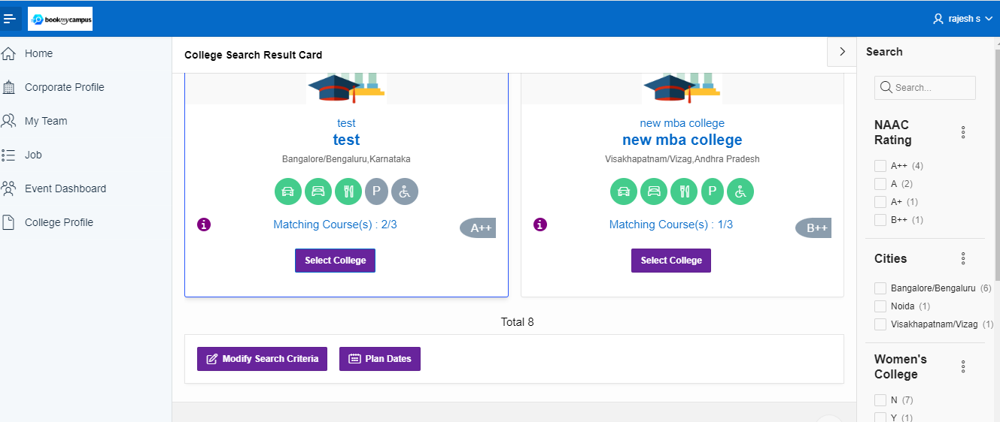 bookmycampus
rajesh s
Home
Corporate Profile
My Team
Job
Event Dashboard
College Profile
College Search Result Card
test
test
Bangalore/Bengaluru,Karnataka
P
Matching Course(s) : 2/3
A++
Select College
new mba college
new mba college
Visakhapatnam/Vizag,Andhra Pradesh
P
Matching Course(s) : 1/3
B++
Select College
Total 8
Modify Search Criteria
Plan Dates
Search
Search...
NAAC
Rating
A++ (4)
A (2)
A+ (1)
B++ (1)
Cities
Bangalore/Bengaluru (6)
Noida (1)
Visakhapatnam/Vizag (1)
Women's
College
N (7)
Y (1)